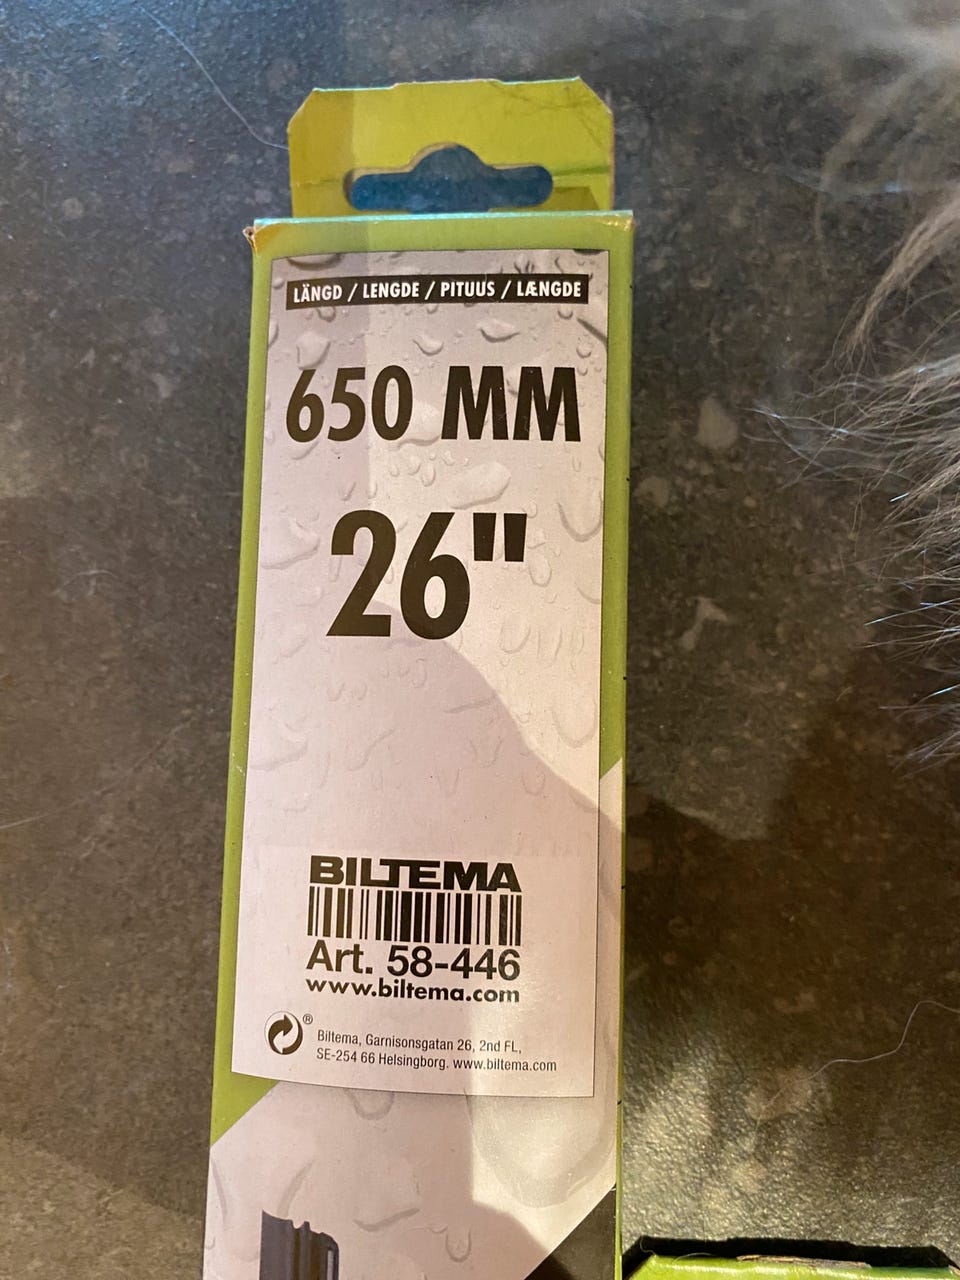 LÄNGD / LENGDE / PITUUS / LÆNGDE
650 MM
26"
BILTEMA
Art. 58-446
www.biltema.com
®
Biltema, Garnisonsgatan 26, 2nd FL,
SE-254 66 Helsingborg. www.biltema.com